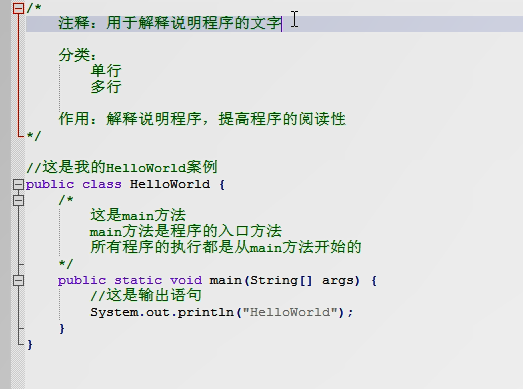 /*
注释：用于解释说明程序的文字
分类：
单行
多行
作用：解释说明程序，提高程序的阅读性
*/
//这是我的HelloWorld案例
public class HelloWorld {
/*
这是main方法
main方法是程序的入口方法
所有程序的执行都是从main方法开始的
*/
public static void main(String[] args) {
//这是输出语句
System.out.println("HelloWorld");
}
}